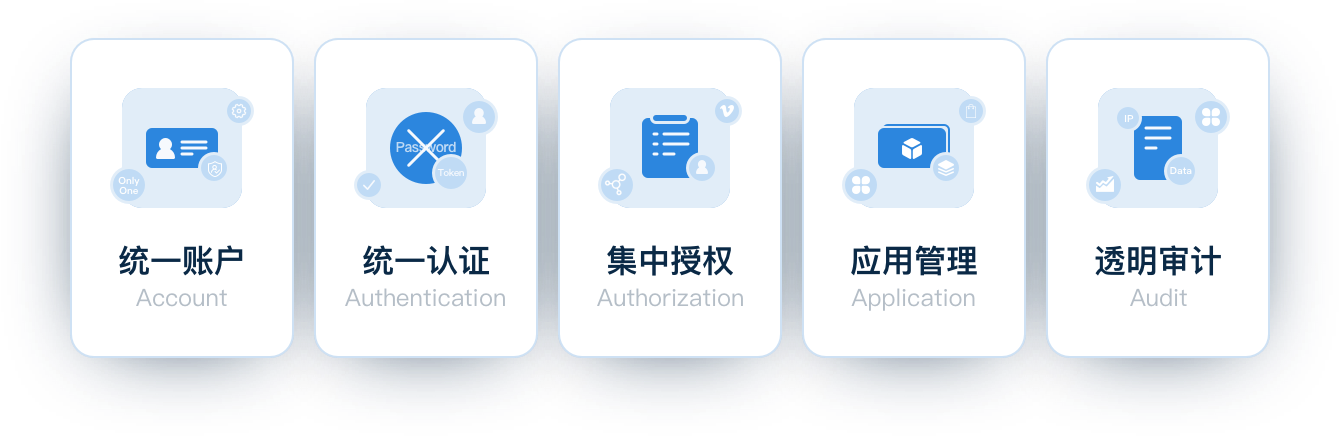 Only
One
统一账户
Account
Password
Token
统一认证
Authentication
集中授权
Authorization
应用管理
Application
IP
Data
透明审计
Audit